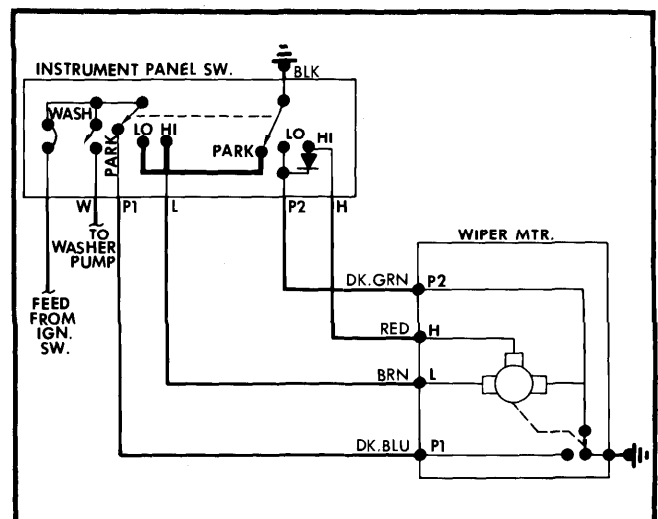 INSTRUMENT PANEL SW.
BLK
WASH
PARK
LO HI
PARK
LO HI
W P1 L P2 H
TO
WASHER
PUMP
FEED
FROM
IGN.
SW.
WIPER MTR.
DK.GRN P2
RED H
BRN L
DK.BLU P1